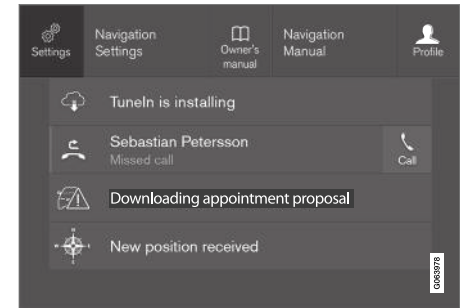 Settings
Navigation
Settings
Owner's
manual
Navigation
Manual
Profile
TuneIn is installing
Sebastian Petersson
Missed call
Call
Downloading appointment proposal
New position received
G063978